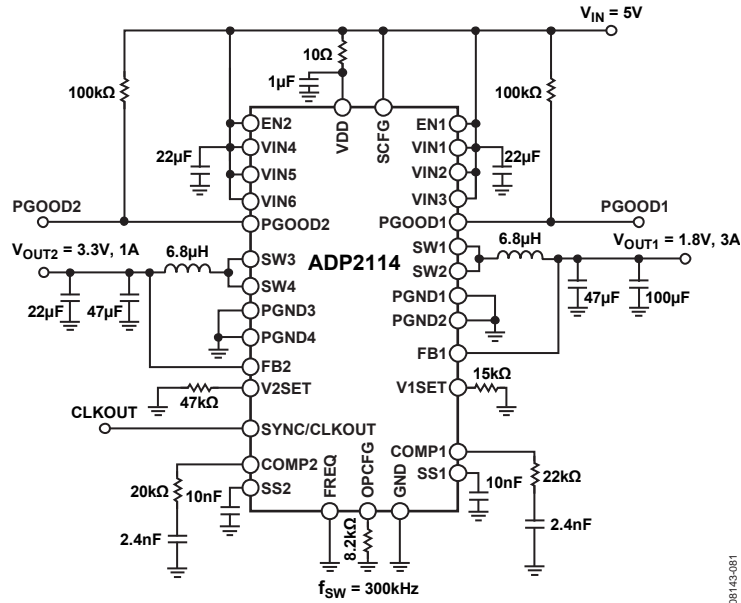 V_IN = 5V
10Ω
1µF
100kΩ
100kΩ
VDD
SCFG
EN2
EN1
VIN4
VIN1
22µF
22µF
VIN5
VIN2
VIN6
VIN3
PGOOD2
PGOOD2
PGOOD1
PGOOD1
V_OUT2 = 3.3V, 1A
6.8µH
SW3
ADP2114
SW1
6.8µH
V_OUT1 = 1.8V, 3A
SW4
SW2
22µF
47µF
47µF
100µF
PGND3
PGND1
PGND4
PGND2
FB2
FB1
V2SET
V1SET
47kΩ
15kΩ
CLKOUT
SYNC/CLKOUT
COMP2
COMP1
20kΩ
10nF
SS2
SS1
10nF
22kΩ
FREQ
OPCFG
GND
2.4nF
8.2kΩ
2.4nF
f_SW = 300kHz
08143-081